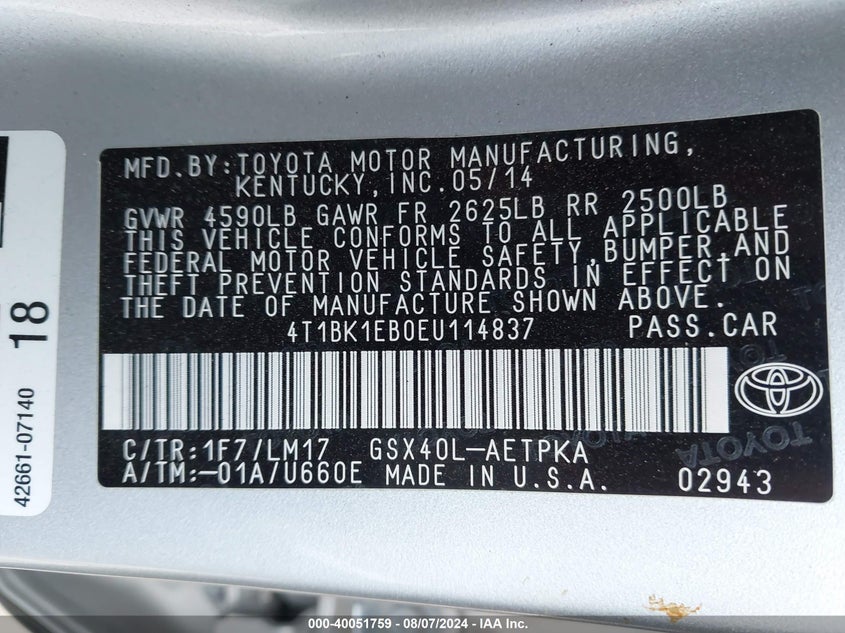 MFD.BY:TOYOTA MOTOR MANUFACTURING,
KENTUCKY,INC.05/14
GVWR 4590LB GAWR FR 2625LB RR 2500LB
THIS VEHICLE CONFORMS TO ALL APPLICABLE
FEDERAL MOTOR VEHICLE SAFETY,BUMPER,AND
THEFT PREVENTION STANDARDS IN EFFECT ON
THE DATE OF MANUFACTURE SHOWN ABOVE.
4T1BK1EB0EU114837 PASS.CAR
C/TR:1F7/LM17 GSX40L-AETPKA
A/TM:-01A/U660E MADE IN U.S.A. 02943
TOYOTA
18
42661-07140
000-40051759 - 08/07/2024 - IAA Inc.